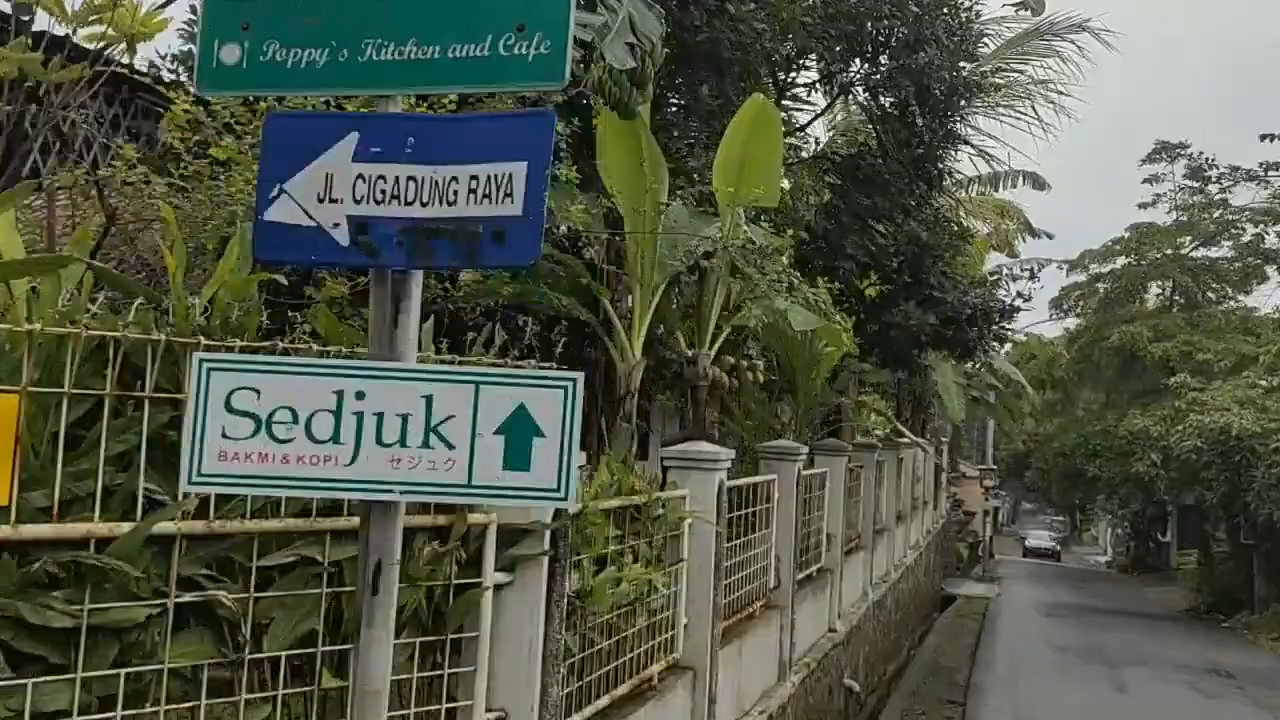 Poppy's Kitchen and Cafe
JL. CIGADUNG RAYA
Sedjuk
BAKMI & KOPI セジュク